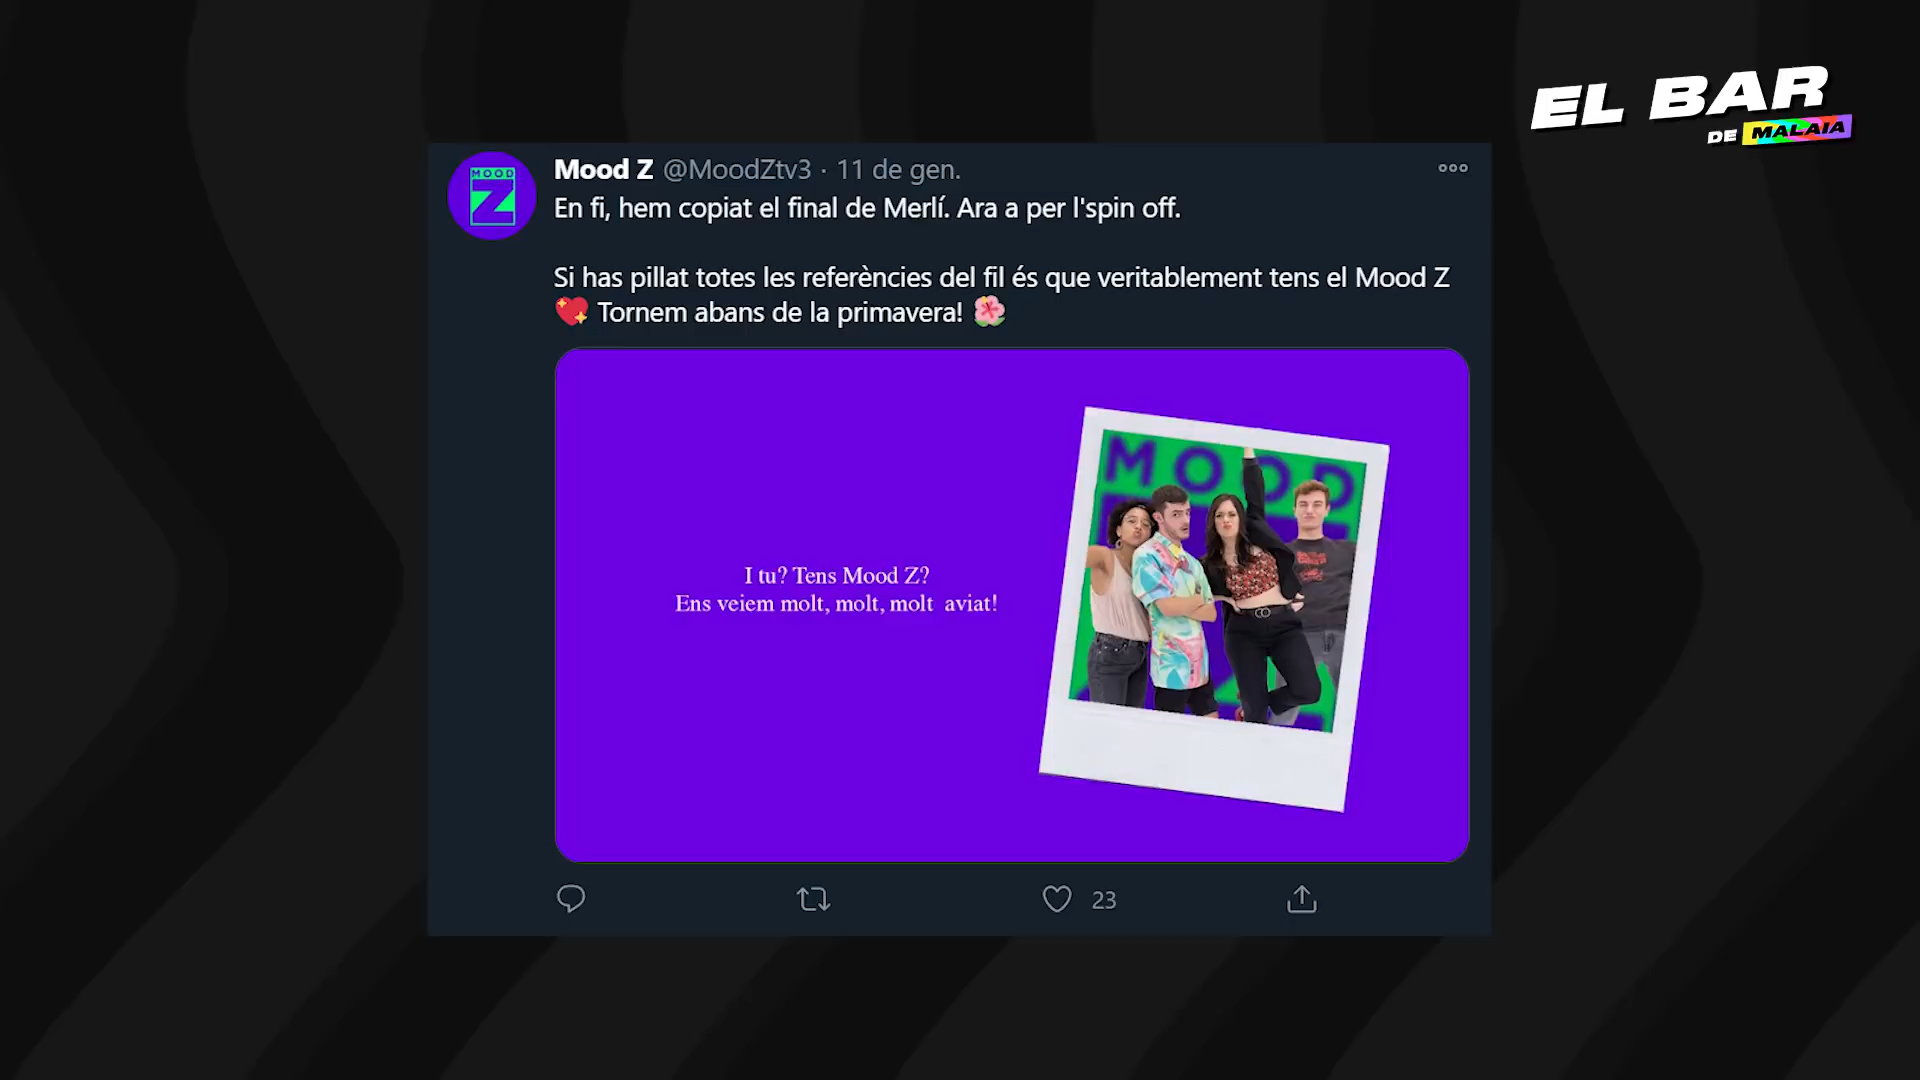 EL BAR
DE MALAIA
MOOD
Z
Mood Z @MoodZtv3 · 11 de gen.
En fi, hem copiat el final de Merlí. Ara a per l'spin off.
Si has pillat totes les referències del fil és que veritablement tens el Mood Z
💖 Tornem abans de la primavera! 🌺
MOOD
I tu? Tens Mood Z?
Ens veiem molt, molt, molt aviat!
23